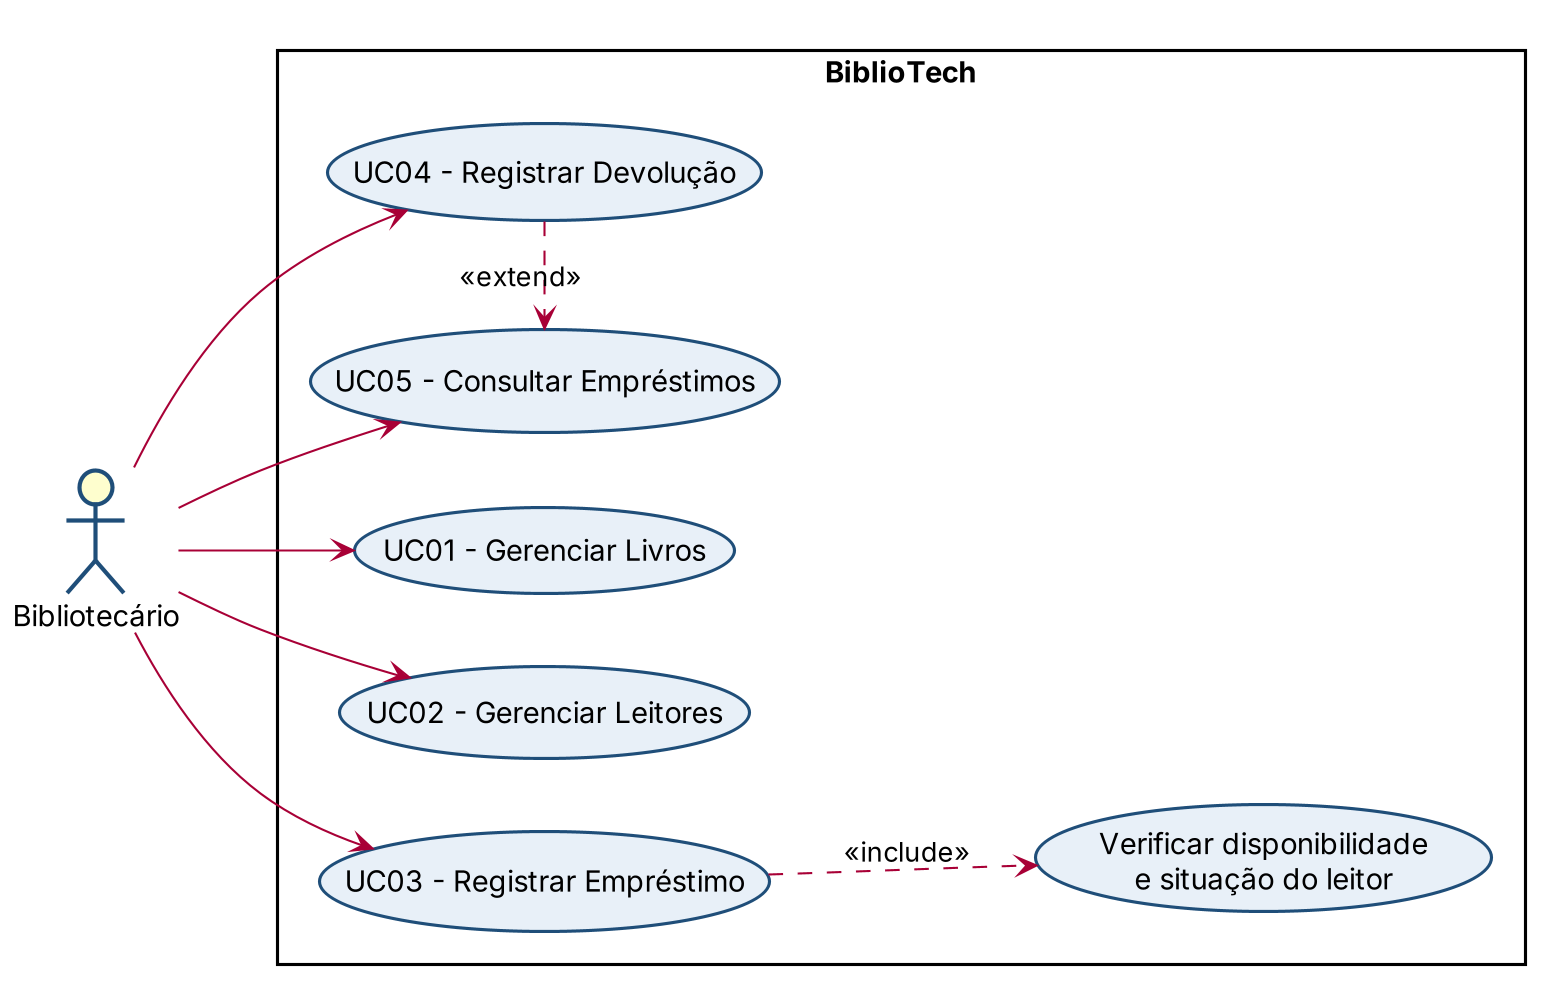 BiblioTech
UC04 - Registrar Devolução
«extend»
UC05 - Consultar Empréstimos
UC01 - Gerenciar Livros
Bibliotecário
UC02 - Gerenciar Leitores
UC03 - Registrar Empréstimo
«include»
Verificar disponibilidade
e situação do leitor